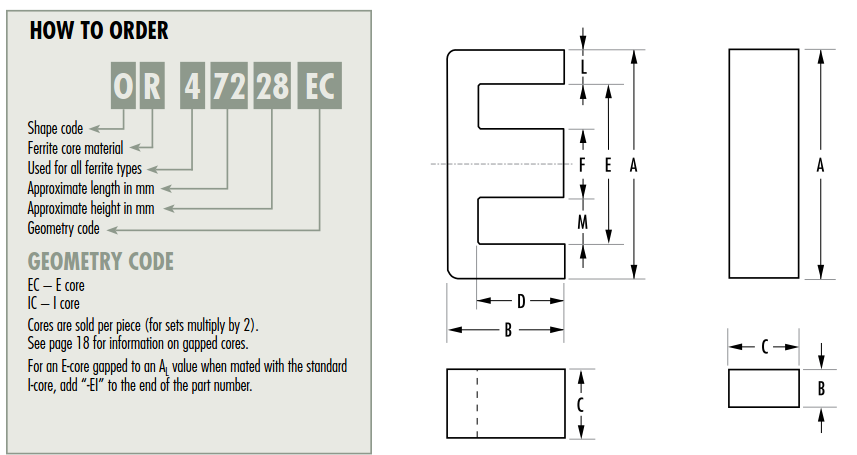 HOW TO ORDER
O R 4 72 28 EC
Shape code
Ferrite core material
Used for all ferrite types
Approximate length in mm
Approximate height in mm
Geometry code
GEOMETRY CODE
EC – E core
IC – I core
Cores are sold per piece (for sets multiply by 2).
See page 18 for information on gapped cores.
For an E-core gapped to an AL value when mated with the standard
I-core, add “-EI” to the end of the part number.
L
F E A
M
D
B
C
A
C
B